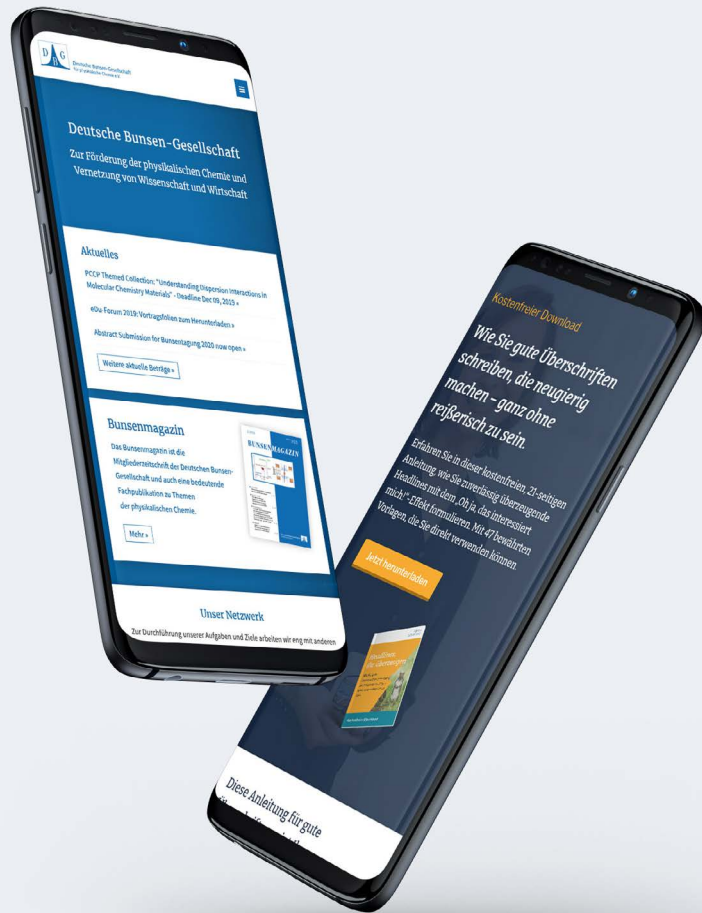 D B G
Deutsche Bunsen-Gesellschaft
für physikalische Chemie e.V.
Deutsche Bunsen-Gesellschaft
Zur Förderung der physikalischen Chemie und
Vernetzung von Wissenschaft und Wirtschaft
Aktuelles
PCCP Themed Collection: "Understanding Dispersion Interactions in
Molecular Chemistry Materials" - Deadline Dec 09, 2019 »
eDu-Forum 2019: Vortragsfolien zum Herunterladen »
Abstract Submission for Bunsentagung 2020 now open »
Weitere aktuelle Beiträge »
Bunsenmagazin
Das Bunsenmagazin ist die
Mitgliederzeitschrift der Deutschen Bunsen-
Gesellschaft und auch eine bedeutende
Fachpublikation zu Themen
der physikalischen Chemie.
Mehr »
BUNSENMAGAZIN
Unser Netzwerk
Zur Durchführung unserer Aufgaben und Ziele arbeiten wir eng mit anderen
Kostenfreier Download
Wie Sie gute Überschriften
schreiben, die neugierig
machen – ganz ohne
reißerisch zu sein.
Erfahren Sie in dieser kostenfreien, 21-seitigen
Anleitung, wie Sie zuverlässig überzeugende
Headlines mit dem „Oh ja, das interessiert
mich!“-Effekt formulieren. Mit 47 bewährten
Vorlagen, die Sie direkt verwenden können.
Jetzt herunterladen
Headlines,
die überzeugen
Diese Anleitung für gute